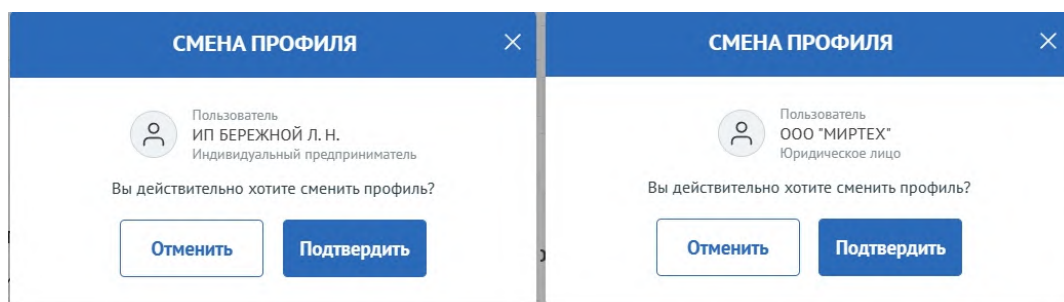 СМЕНА ПРОФИЛЯ
Пользователь
ИП БЕРЕЖНОЙ Л. Н.
Индивидуальный предприниматель
Вы действительно хотите сменить профиль?
Отменить
Подтвердить
СМЕНА ПРОФИЛЯ
Пользователь
ООО "МИРТЕХ"
Юридическое лицо
Вы действительно хотите сменить профиль?
Отменить
Подтвердить